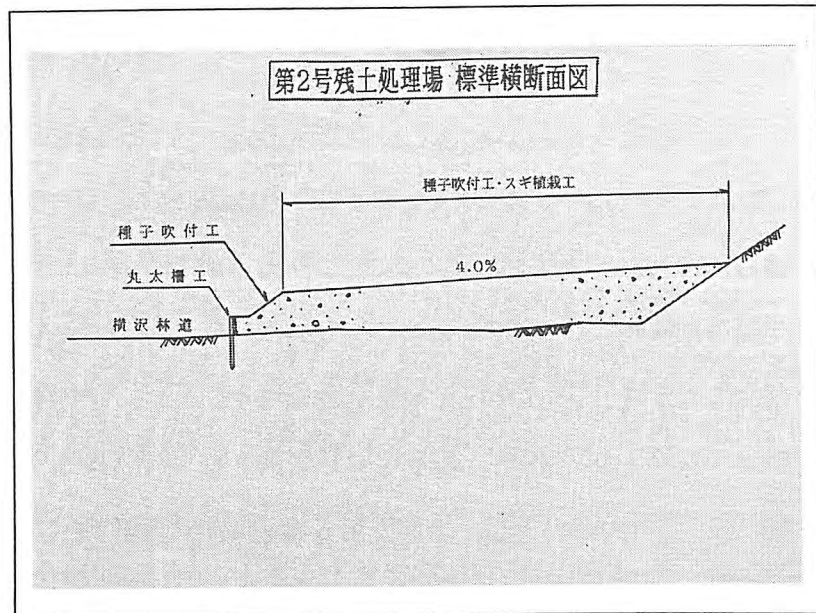 第2号残土処理場 標準横断面図
種子吹付工・スギ植栽工
種子吹付工
4.0%
丸太柵工
横沢林道